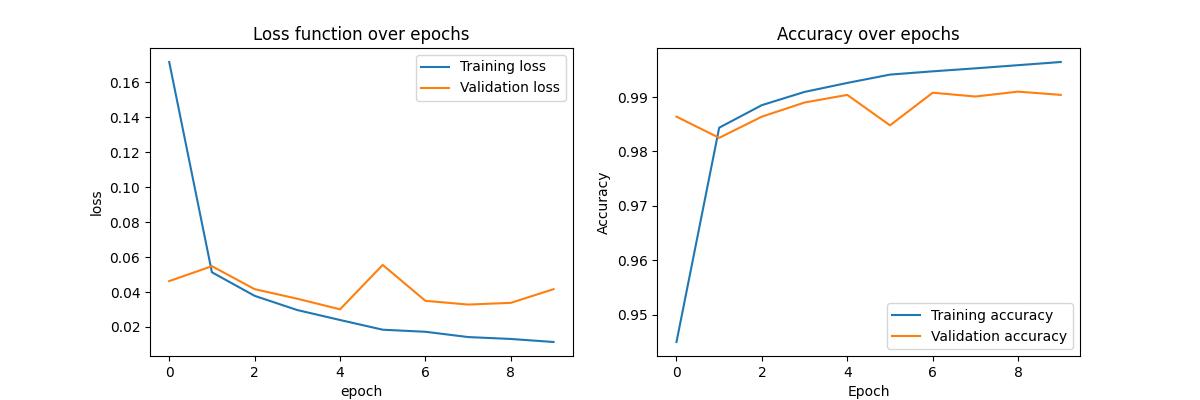 Loss function over epochs
Training loss
Validation loss
0.16
0.14
0.12
0.10
0.08
0.06
0.04
0.02
loss
0 2 4 6 8
epoch
Accuracy over epochs
0.99
0.98
0.97
0.96
0.95
Accuracy
Training accuracy
Validation accuracy
0 2 4 6 8
Epoch